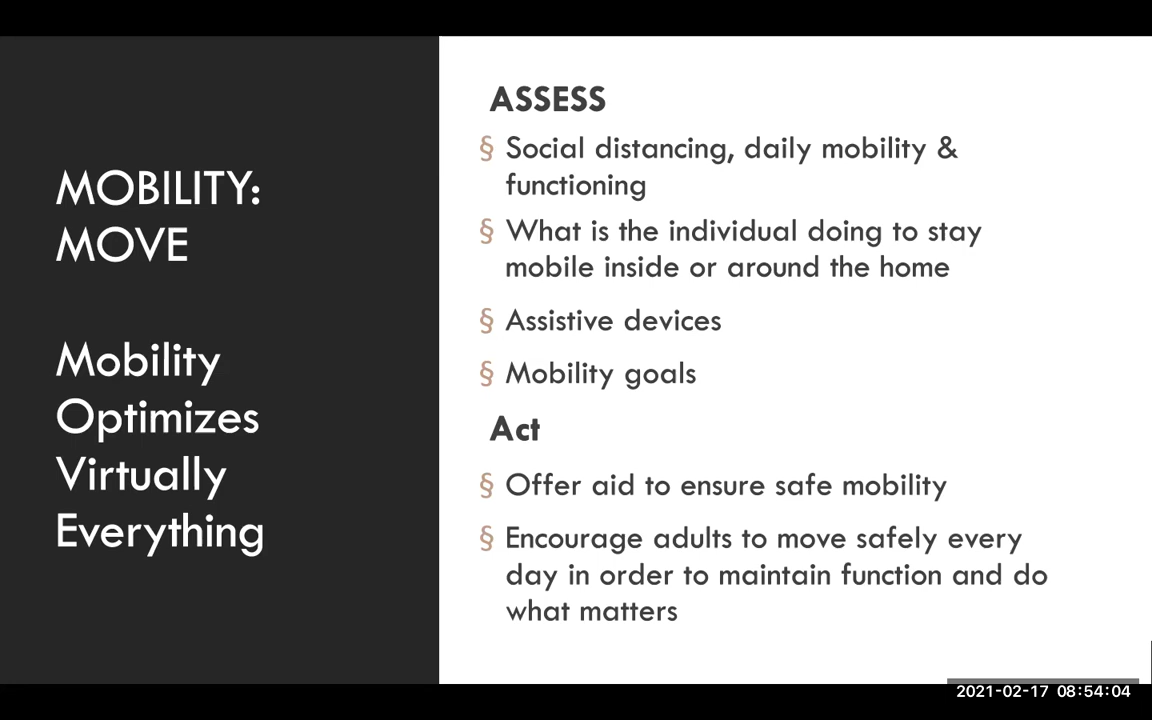 MOBILITY:
MOVE
Mobility
Optimizes
Virtually
Everything
ASSESS
§ Social distancing, daily mobility &
functioning
§ What is the individual doing to stay
mobile inside or around the home
§ Assistive devices
§ Mobility goals
Act
§ Offer aid to ensure safe mobility
§ Encourage adults to move safely every
day in order to maintain function and do
what matters
2021-02-17 08:54:04